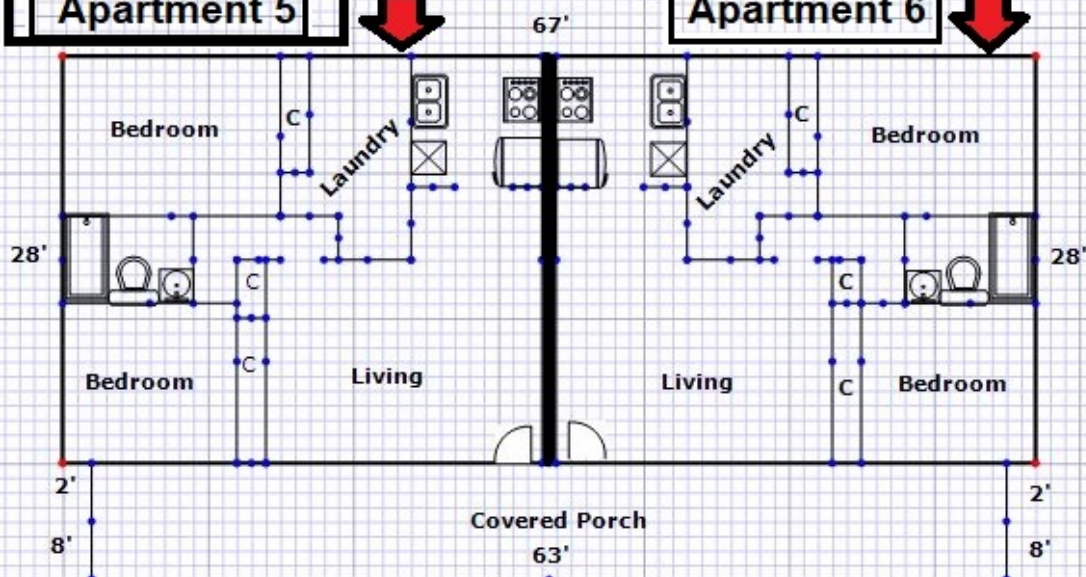 Apartment 5
Apartment 6
67'
C
C
Bedroom
Laundry
Laundry
Bedroom
28'
28'
C
C
C
C
Bedroom
Living
Living
Bedroom
2'
2'
Covered Porch
8'
63'
8'